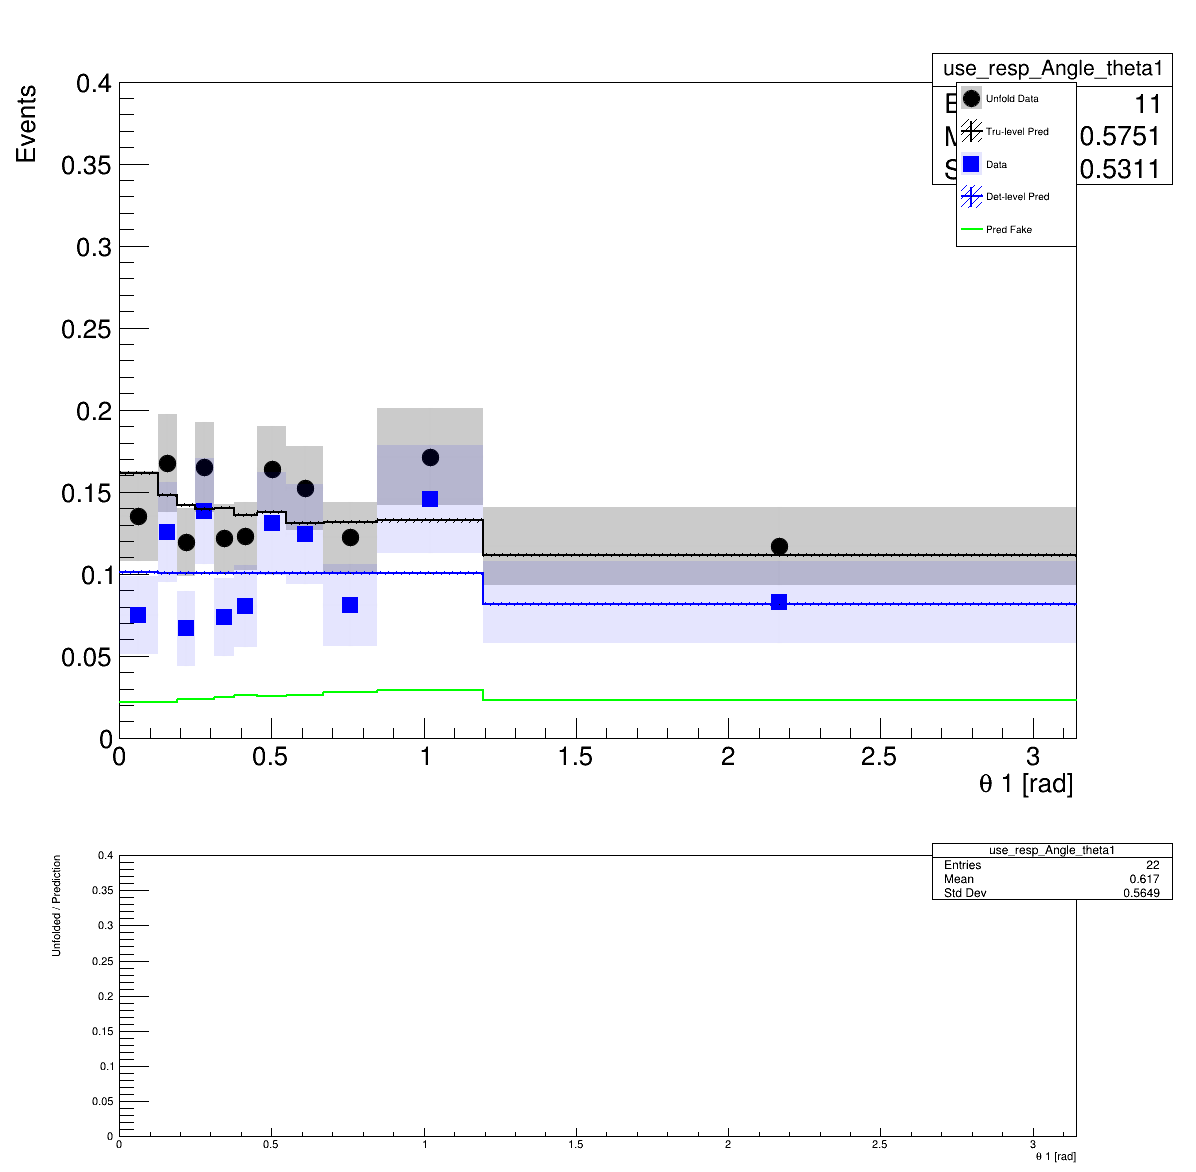 use_resp_Angle_theta1
11
0.5751
0.5311
Unfold Data
Tru-level Pred
Data
Det-level Pred
Pred Fake
Events
0.4
0.35
0.3
0.25
0.2
0.15
0.1
0.05
0
0 0.5 1 1.5 2 2.5 3
θ 1 [rad]
use_resp_Angle_theta1
Entries 22
Mean 0.617
Std Dev 0.5649
Unfolded / Prediction
0.4
0.35
0.3
0.25
0.2
0.15
0.1
0.05
0
0 0.5 1 1.5 2 2.5 3
θ 1 [rad]